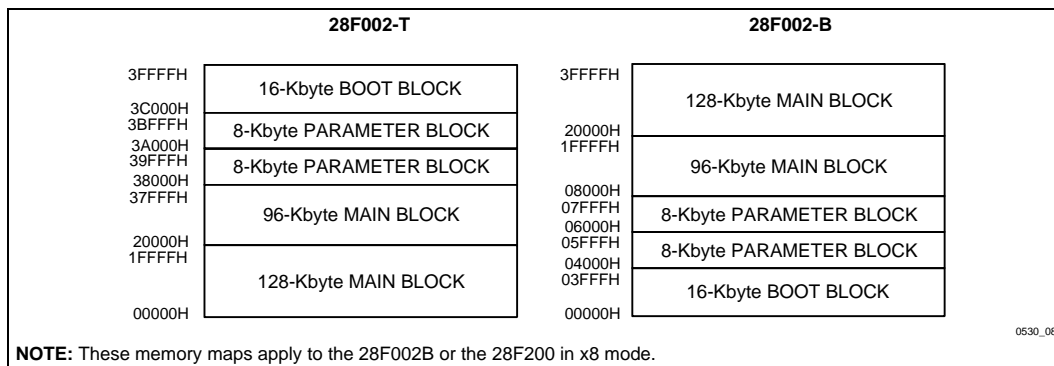 28F002-T
3FFFFH
16-Kbyte BOOT BLOCK
3C000H
3BFFFH
8-Kbyte PARAMETER BLOCK
3A000H
39FFFH
8-Kbyte PARAMETER BLOCK
38000H
37FFFH
96-Kbyte MAIN BLOCK
20000H
1FFFFH
128-Kbyte MAIN BLOCK
00000H
28F002-B
3FFFFH
128-Kbyte MAIN BLOCK
20000H
1FFFFH
96-Kbyte MAIN BLOCK
08000H
07FFFH
8-Kbyte PARAMETER BLOCK
06000H
05FFFH
8-Kbyte PARAMETER BLOCK
04000H
03FFFH
16-Kbyte BOOT BLOCK
00000H
0530_08
NOTE: These memory maps apply to the 28F002B or the 28F200 in x8 mode.